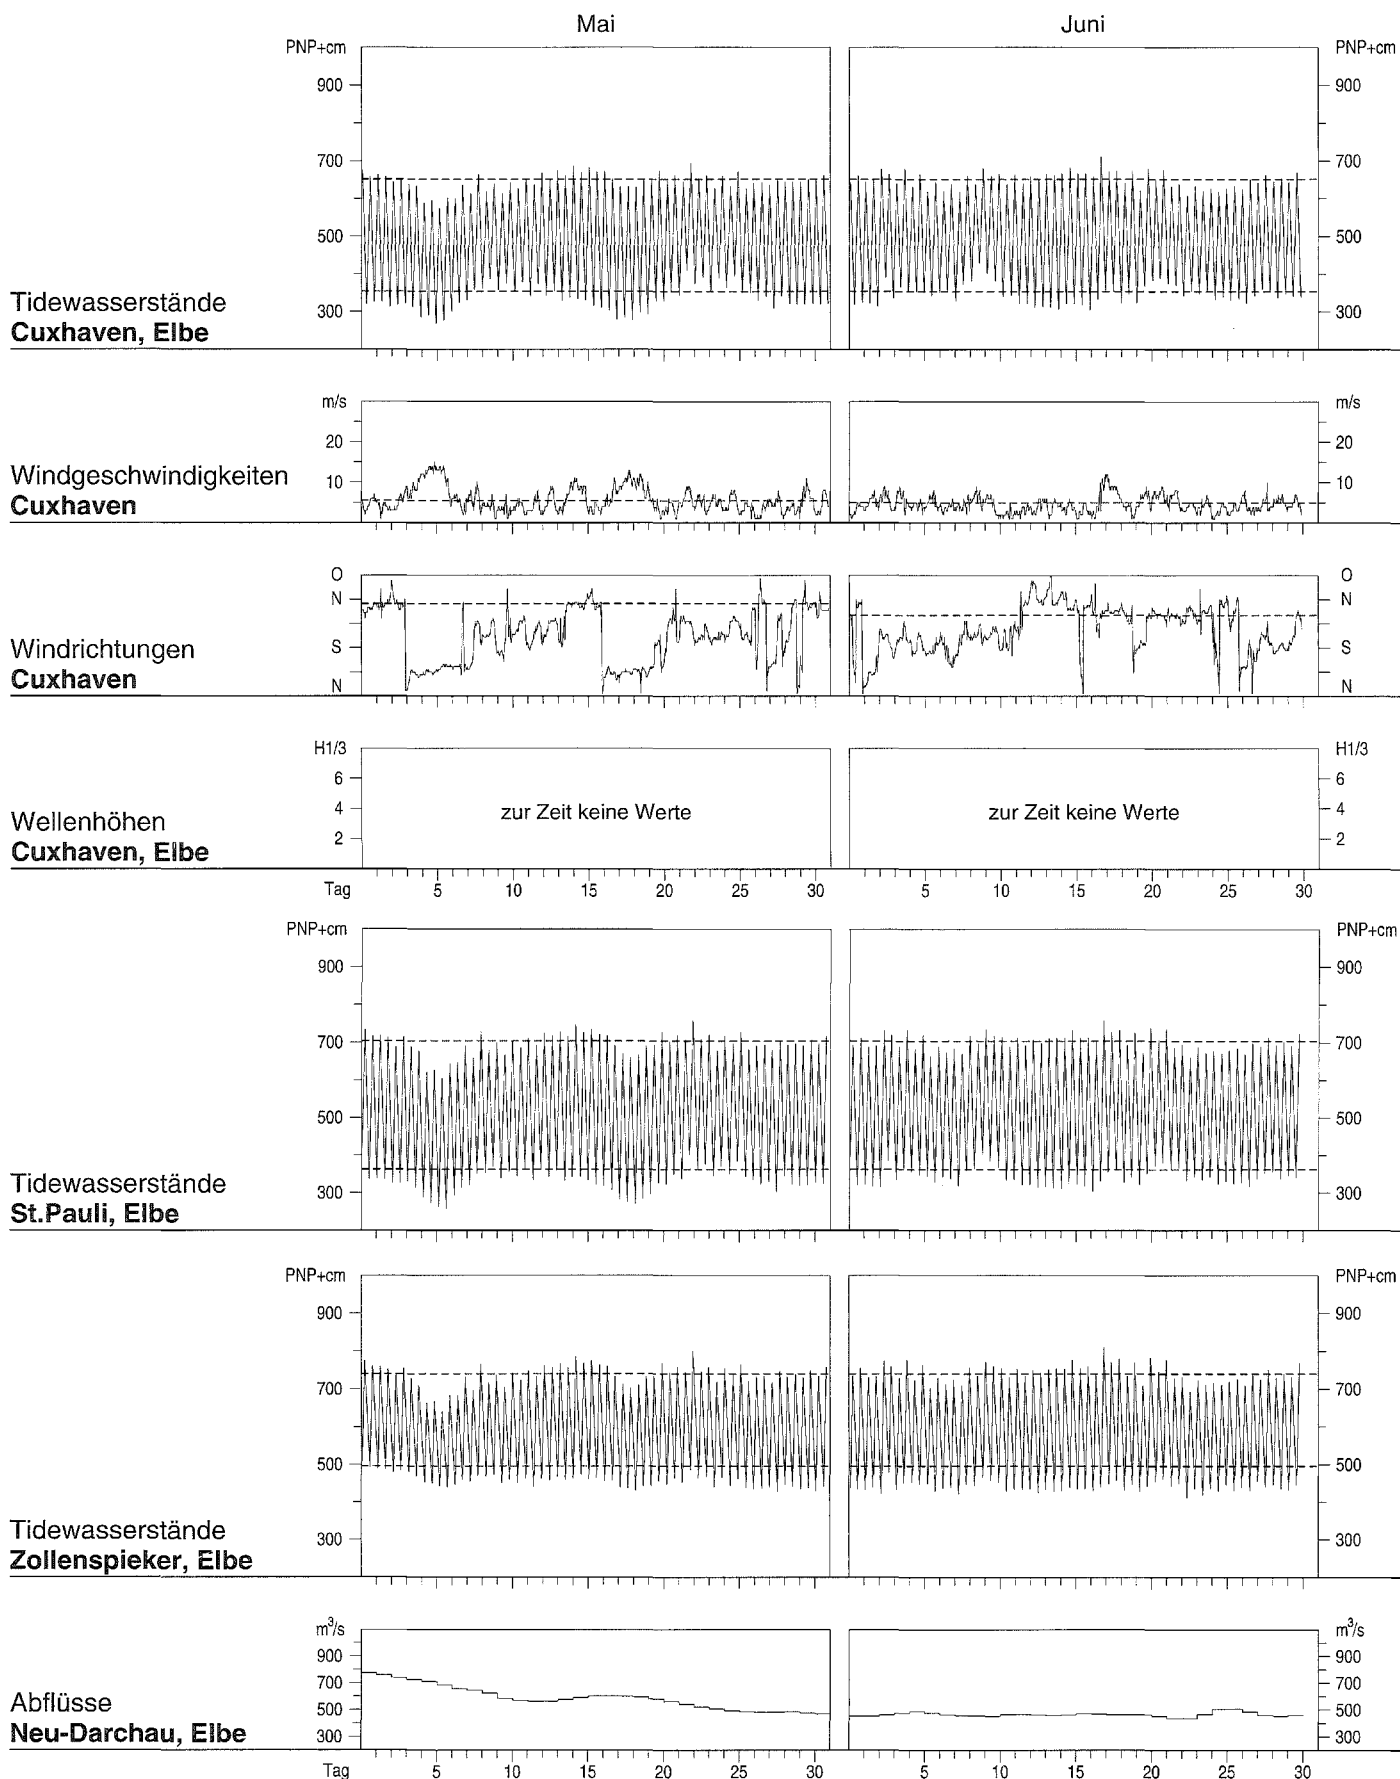 Mai Juni
PNP+cm PNP+cm
900 900
700 700
500 500
300 300
Tidewasserstände
Cuxhaven, Elbe
m/s m/s
20 20
10 10
Windgeschwindigkeiten
Cuxhaven
O O
N N
S S
N N
Windrichtungen
Cuxhaven
H1/3 H1/3
6 6
4 4
2 2
zur Zeit keine Werte zur Zeit keine Werte
Wellenhöhen
Cuxhaven, Elbe
Tag 5 10 15 20 25 30 5 10 15 20 25 30
PNP+cm PNP+cm
900 900
700 700
500 500
300 300
Tidewasserstände
St.Pauli, Elbe
PNP+cm PNP+cm
900 900
700 700
500 500
300 300
Tidewasserstände
Zollenspieker, Elbe
m³/s m³/s
900 900
700 700
500 500
300 300
Abflüsse
Neu-Darchau, Elbe
Tag 5 10 15 20 25 30 5 10 15 20 25 30